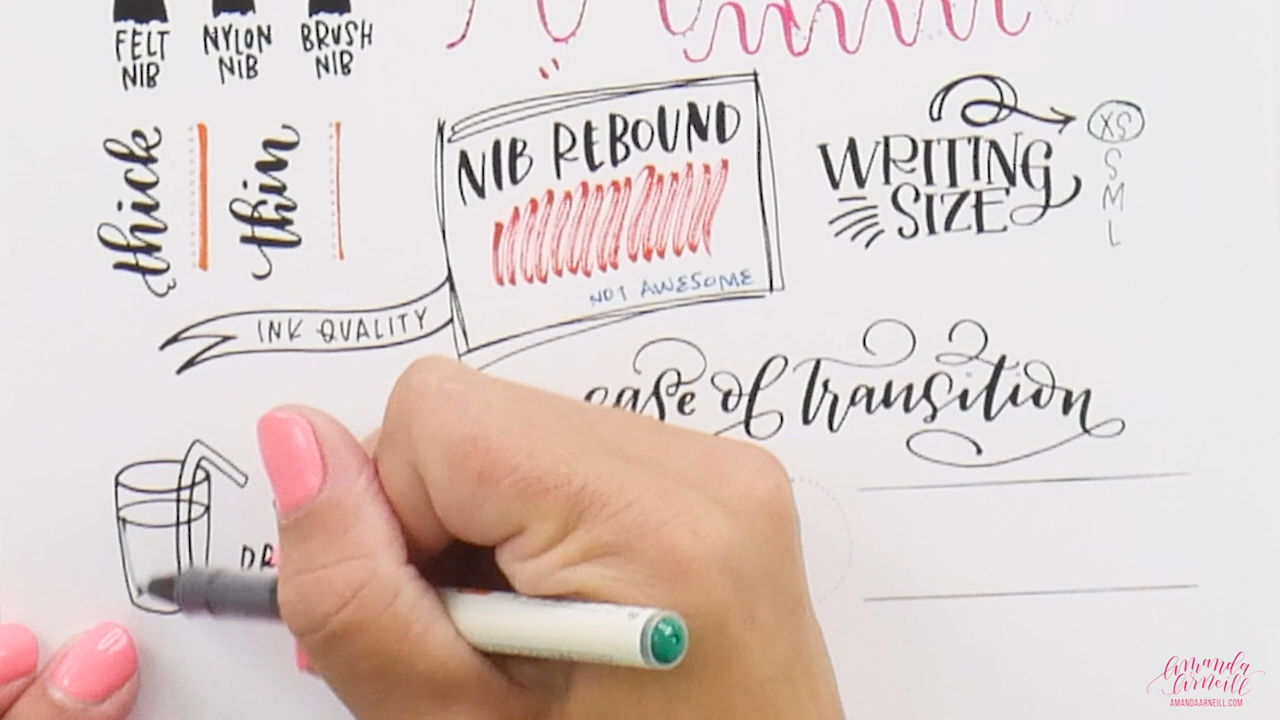 FELT
NIB
NYLON
NIB
BRUSH
NIB
thick
thin
NIB REBOUND
NOT AWESOME
WRITING
SIZE
XS
S
M
L
INK QUALITY
ease of transition
DR
Amanda
Arneill
AMANDAARNEILL.COM